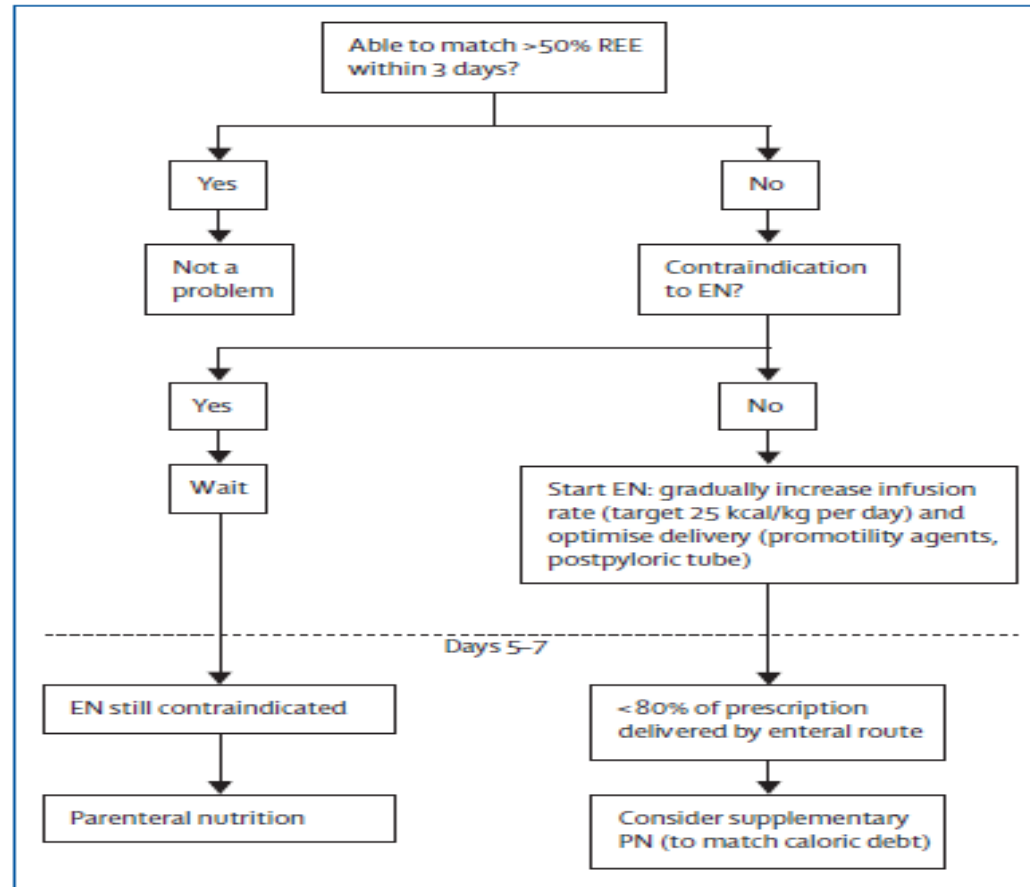 Able to match >50% REE
within 3 days?
Yes
No
Not a
problem
Contraindication
to EN?
Yes
No
Wait
Start EN: gradually increase infusion
rate (target 25 kcal/kg per day) and
optimise delivery (promotility agents,
postpyloric tube)
Days 5–7
EN still contraindicated
<80% of prescription
delivered by enteral route
Parenteral nutrition
Consider supplementary
PN (to match caloric debt)